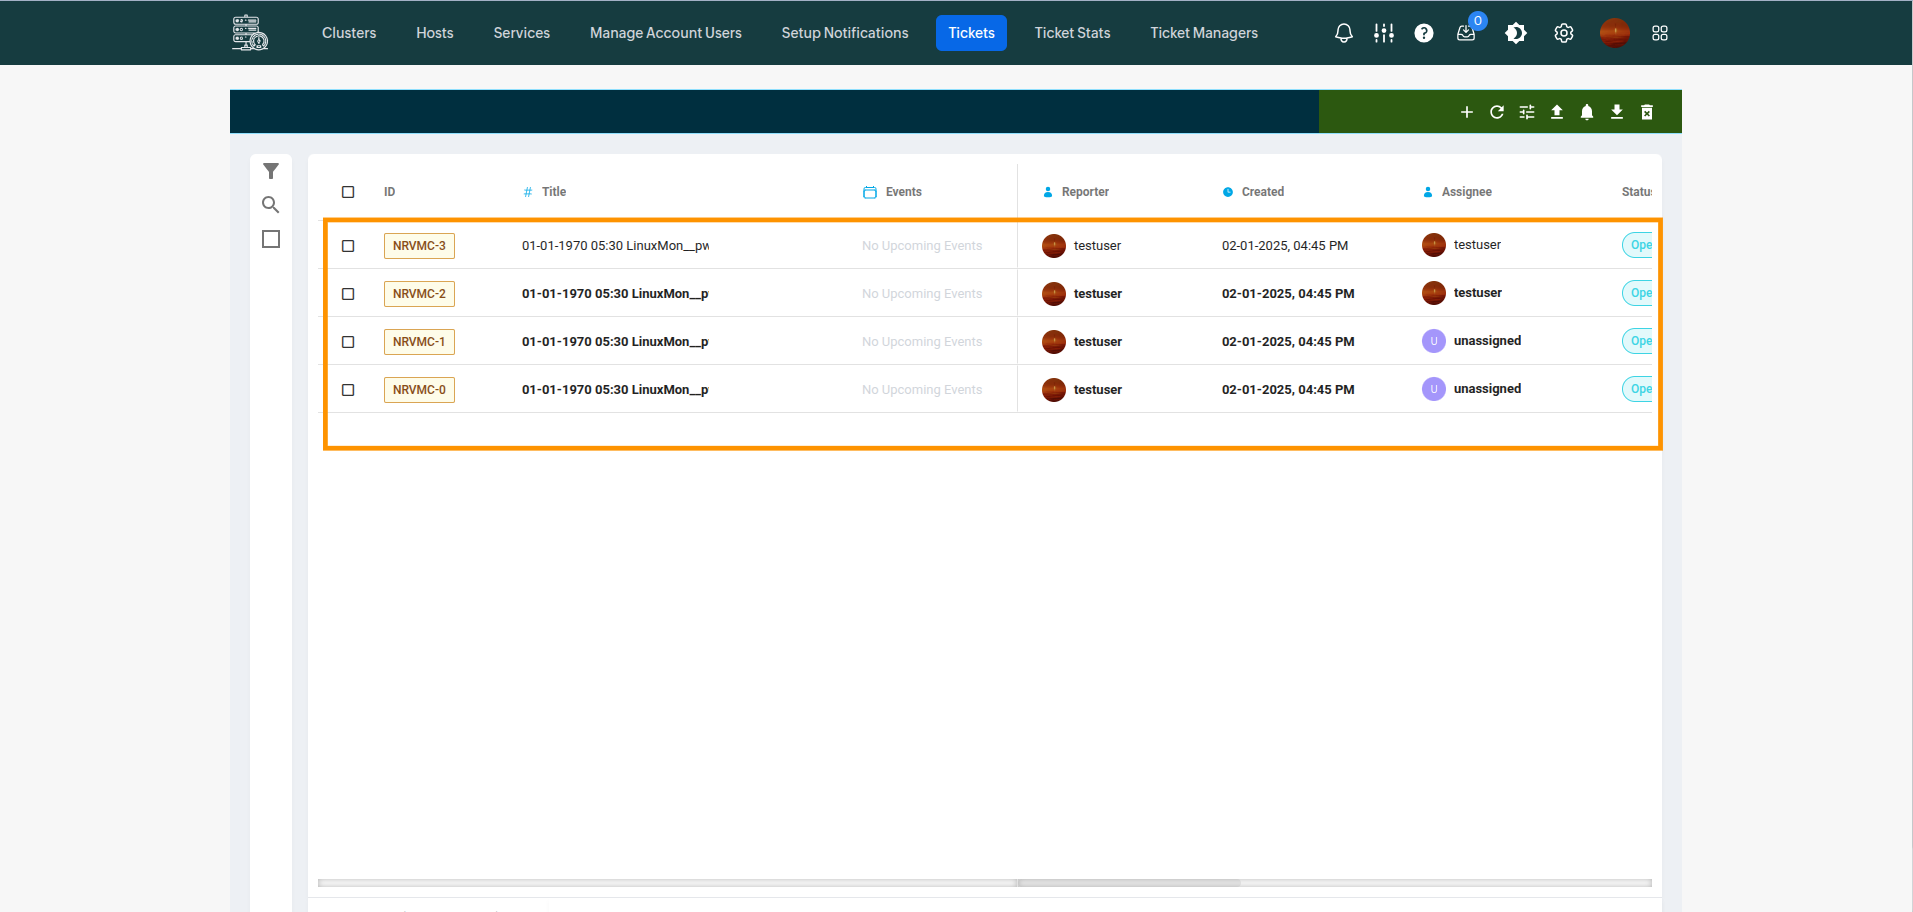 Clusters Hosts Services Manage Account Users Setup Notifications Tickets Ticket Stats Ticket Managers ? 0
ID # Title Events Reporter Created Assignee Statu
NRVMC-3 01-01-1970 05:30 LinuxMon__pw No Upcoming Events testuser 02-01-2025, 04:45 PM testuser Ope
NRVMC-2 01-01-1970 05:30 LinuxMon__p No Upcoming Events testuser 02-01-2025, 04:45 PM testuser Ope
NRVMC-1 01-01-1970 05:30 LinuxMon__p No Upcoming Events testuser 02-01-2025, 04:45 PM U unassigned Ope
NRVMC-0 01-01-1970 05:30 LinuxMon__p No Upcoming Events testuser 02-01-2025, 04:45 PM U unassigned Ope